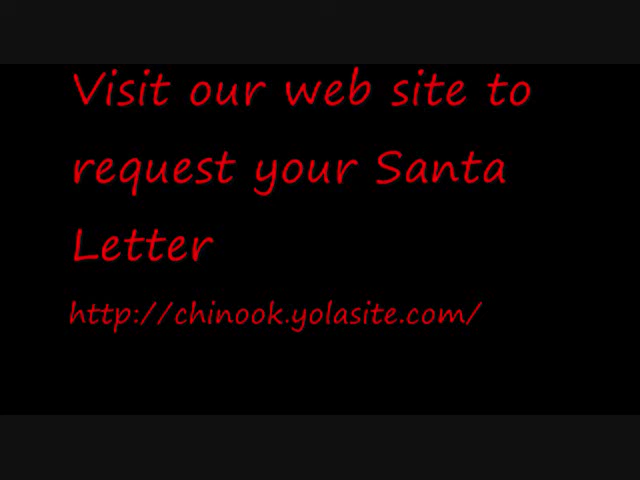 Visit our web site to
request your Santa
Letter
http://chinook.yolasite.com/